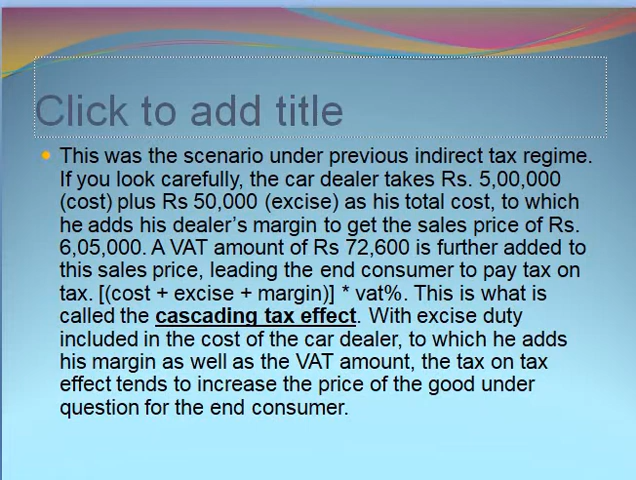 Click to add title
This was the scenario under previous indirect tax regime.
If you look carefully, the car dealer takes Rs. 5,00,000
(cost) plus Rs 50,000 (excise) as his total cost, to which
he adds his dealer’s margin to get the sales price of Rs.
6,05,000. A VAT amount of Rs 72,600 is further added to
this sales price, leading the end consumer to pay tax on
tax. [(cost + excise + margin)] * vat%. This is what is
called the cascading tax effect. With excise duty
included in the cost of the car dealer, to which he adds
his margin as well as the VAT amount, the tax on tax
effect tends to increase the price of the good under
question for the end consumer.